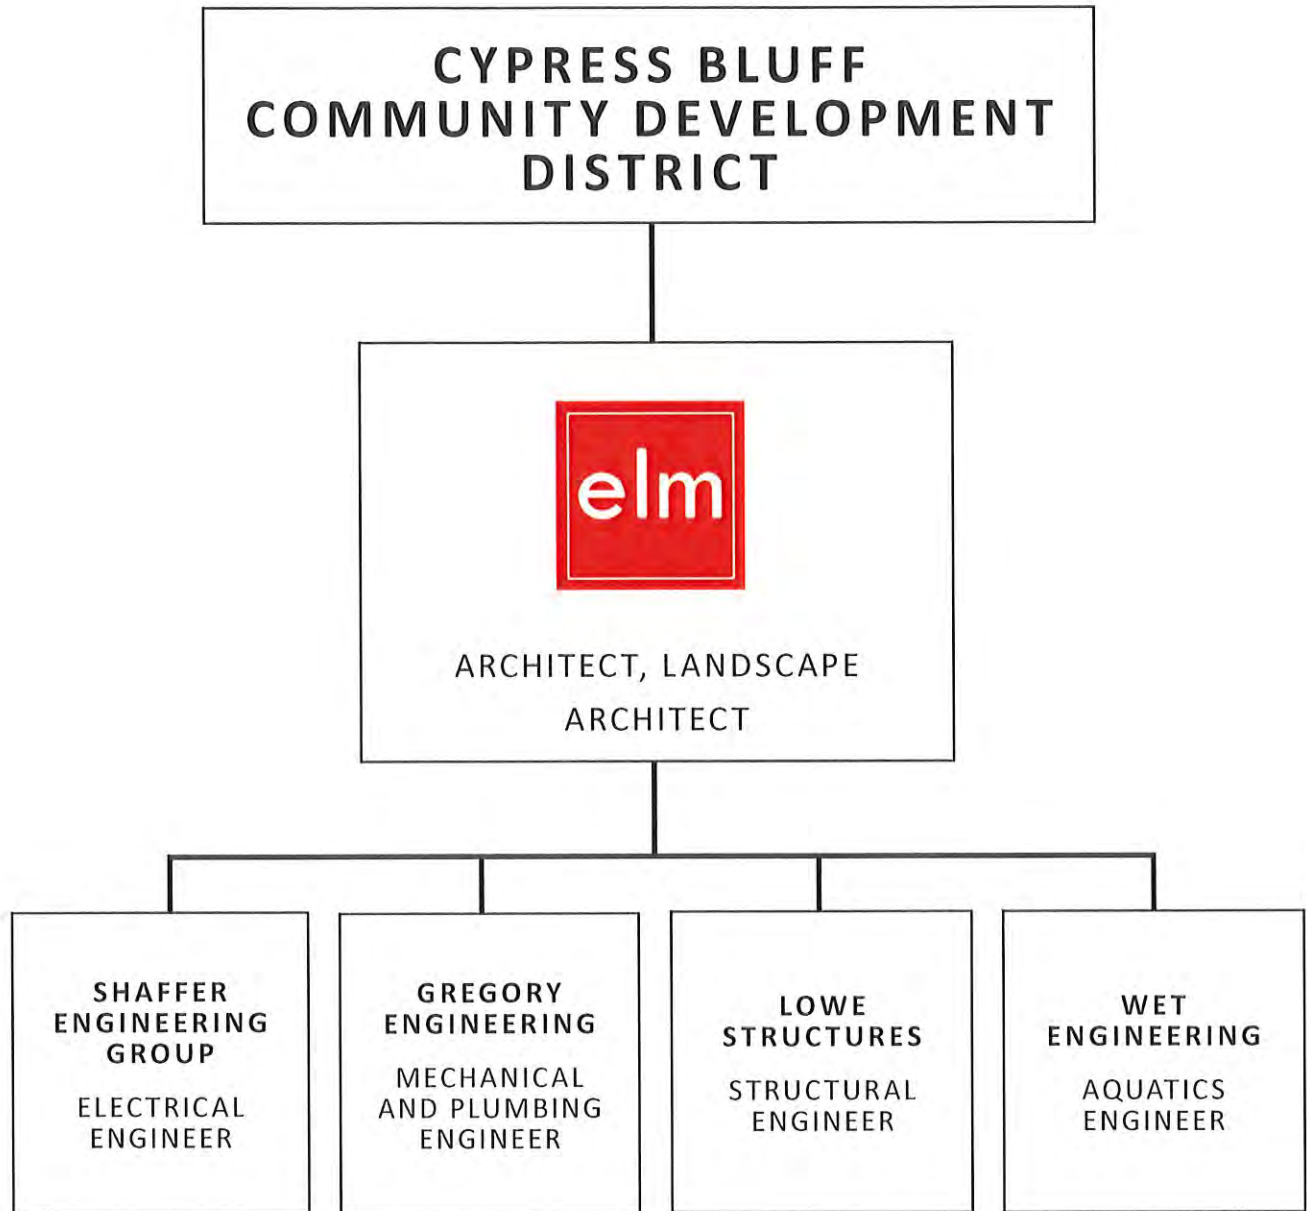 CYPRESS BLUFF
COMMUNITY DEVELOPMENT
DISTRICT
elm
ARCHITECT, LANDSCAPE
ARCHITECT
SHAFFER
ENGINEERING
GROUP
ELECTRICAL
ENGINEER
GREGORY
ENGINEERING
MECHANICAL
AND PLUMBING
ENGINEER
LOWE
STRUCTURES
STRUCTURAL
ENGINEER
WET
ENGINEERING
AQUATICS
ENGINEER